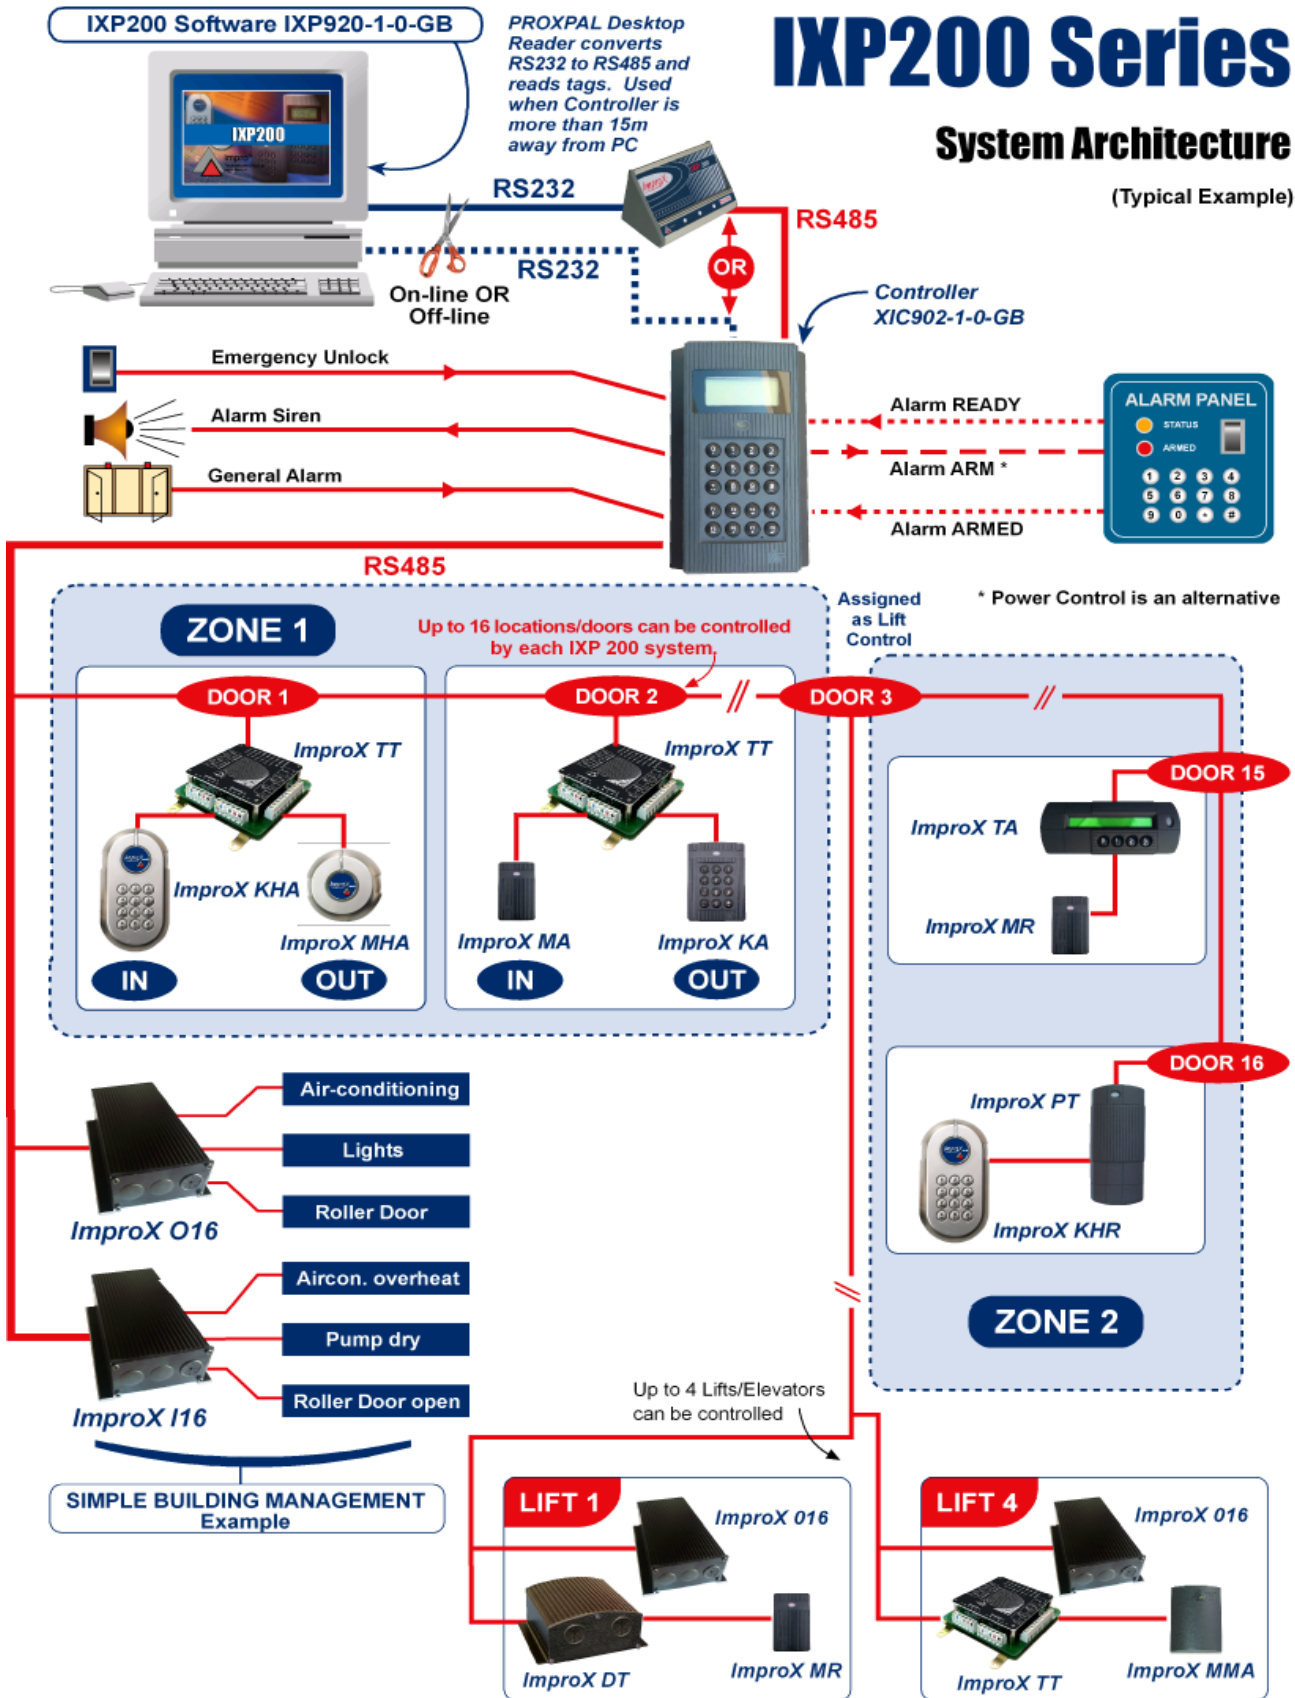 IXP200 Software IXP920-1-0-GB
PROXPAL Desktop
Reader converts
RS232 to RS485 and
reads tags. Used
when Controller is
more than 15m
away from PC
IXP200 Series
System Architecture
(Typical Example)
IXP200
impro
ImproX
RS232
RS485
RS232
OR
On-line OR
Off-line
Controller
XIC902-1-0-GB
Emergency Unlock
Alarm Siren
General Alarm
Alarm READY
Alarm ARM *
Alarm ARMED
ALARM PANEL
STATUS
ARMED
1 2 3 4
5 6 7 8
9 0 * #
RS485
ZONE 1
Up to 16 locations/doors can be controlled
by each IXP 200 system.
Assigned
as Lift
Control
* Power Control is an alternative
DOOR 1
DOOR 2
DOOR 3
ImproX TT
ImproX TT
ImproX KHA
ImproX MHA
IN
OUT
ImproX MA
ImproX KA
IN
OUT
DOOR 15
ImproX TA
ImproX MR
DOOR 16
ImproX PT
ImproX KHR
ZONE 2
Air-conditioning
Lights
Roller Door
ImproX O16
Aircon. overheat
Pump dry
Roller Door open
ImproX I16
SIMPLE BUILDING MANAGEMENT
Example
Up to 4 Lifts/Elevators
can be controlled
LIFT 1
ImproX 016
ImproX DT
ImproX MR
LIFT 4
ImproX 016
ImproX TT
ImproX MMA